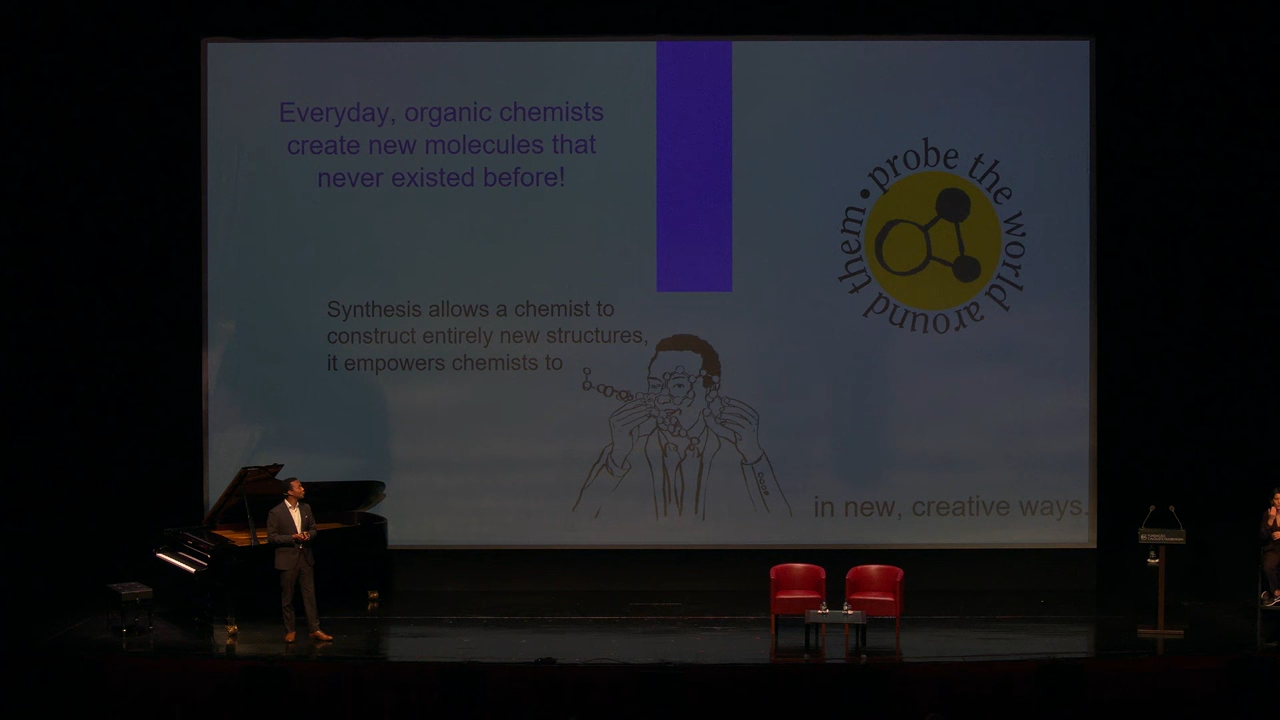 Everyday, organic chemists
create new molecules that
never existed before!
Synthesis allows a chemist to
construct entirely new structures,
it empowers chemists to
• probe the world around them
in new, creative ways.